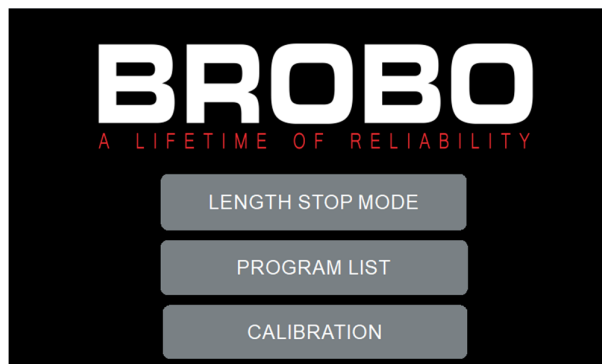 BROBO
A LIFETIME OF RELIABILITY
LENGTH STOP MODE
PROGRAM LIST
CALIBRATION